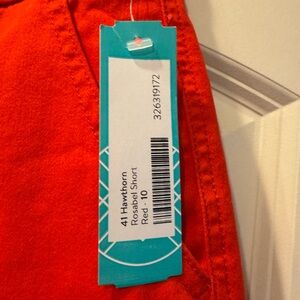 41 Hawthorn
Rosabel Short
Red - 10
326319172